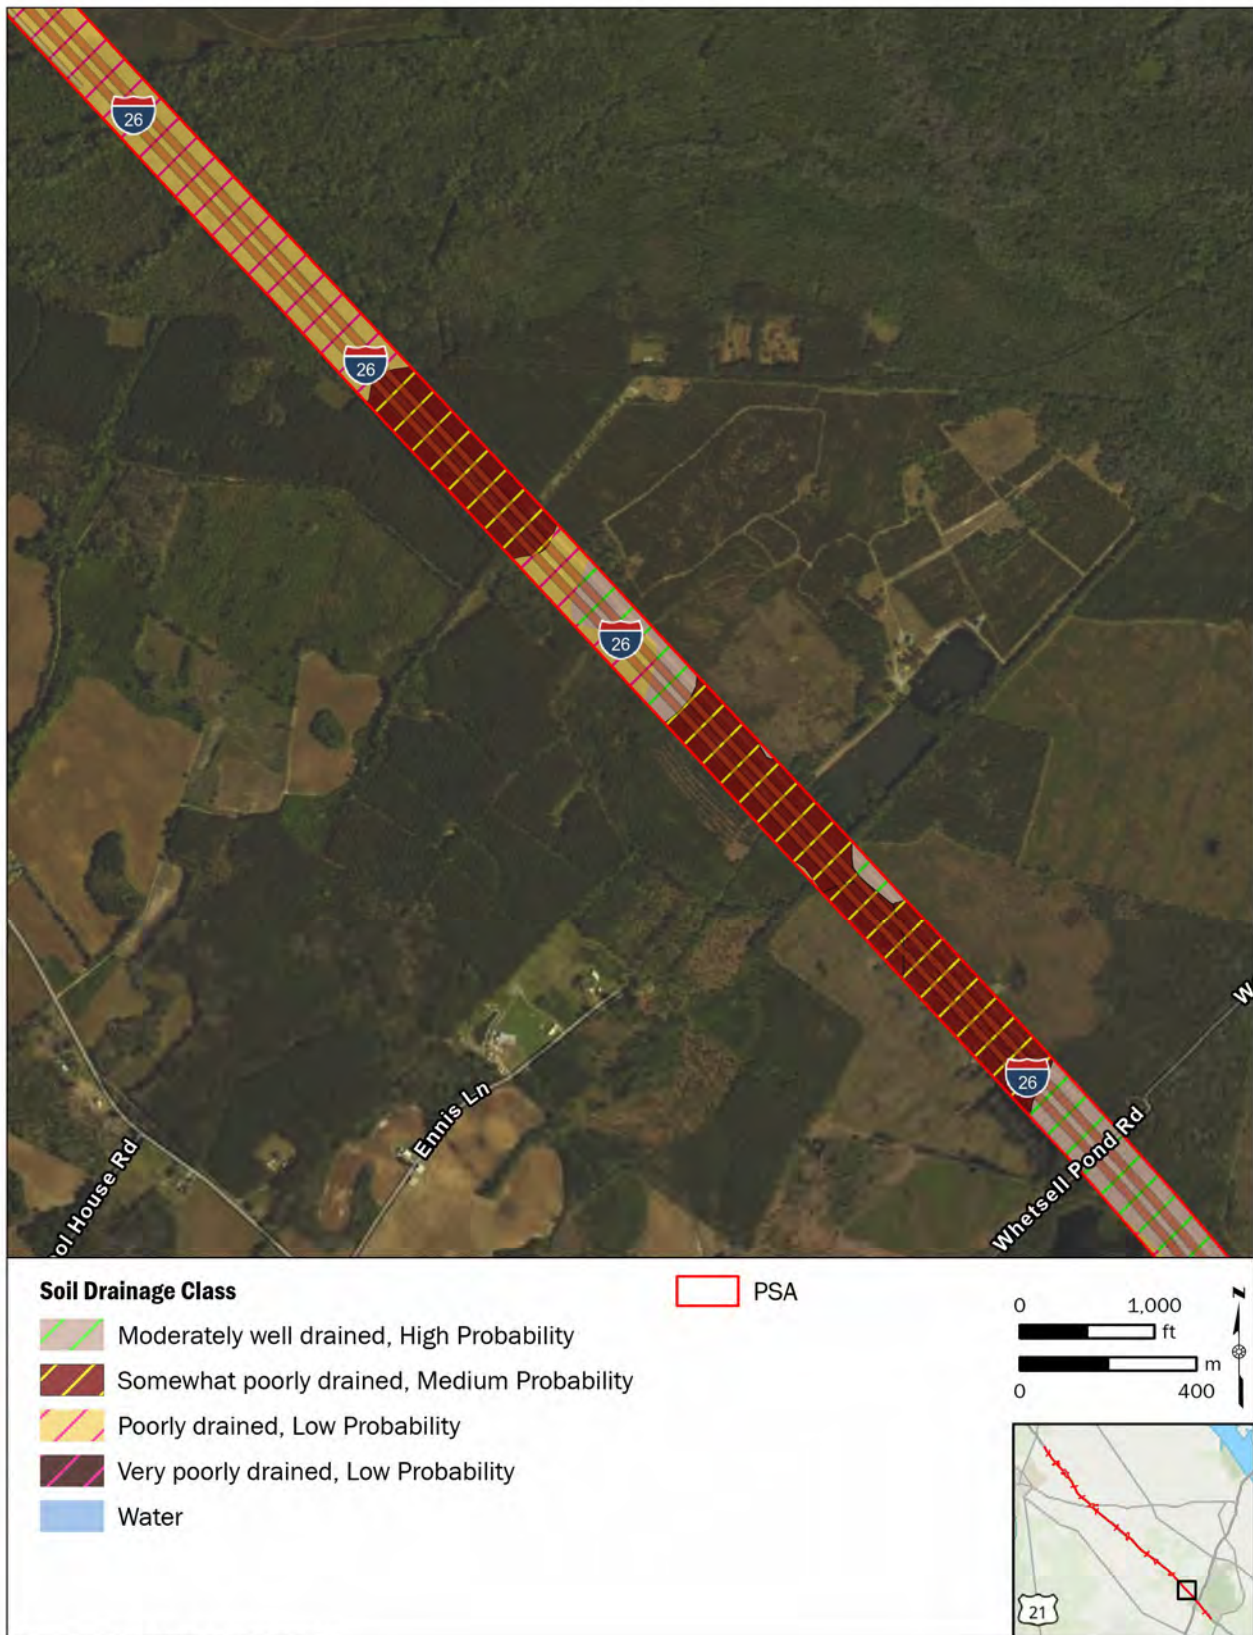 26
26
26
26
W
Whetsell Pond Rd
Ennis Ln
ool House Rd
Soil Drainage Class
Moderately well drained, High Probability
Somewhat poorly drained, Medium Probability
Poorly drained, Low Probability
Very poorly drained, Low Probability
Water
PSA
0 1,000
ft
m
0 400
N
21